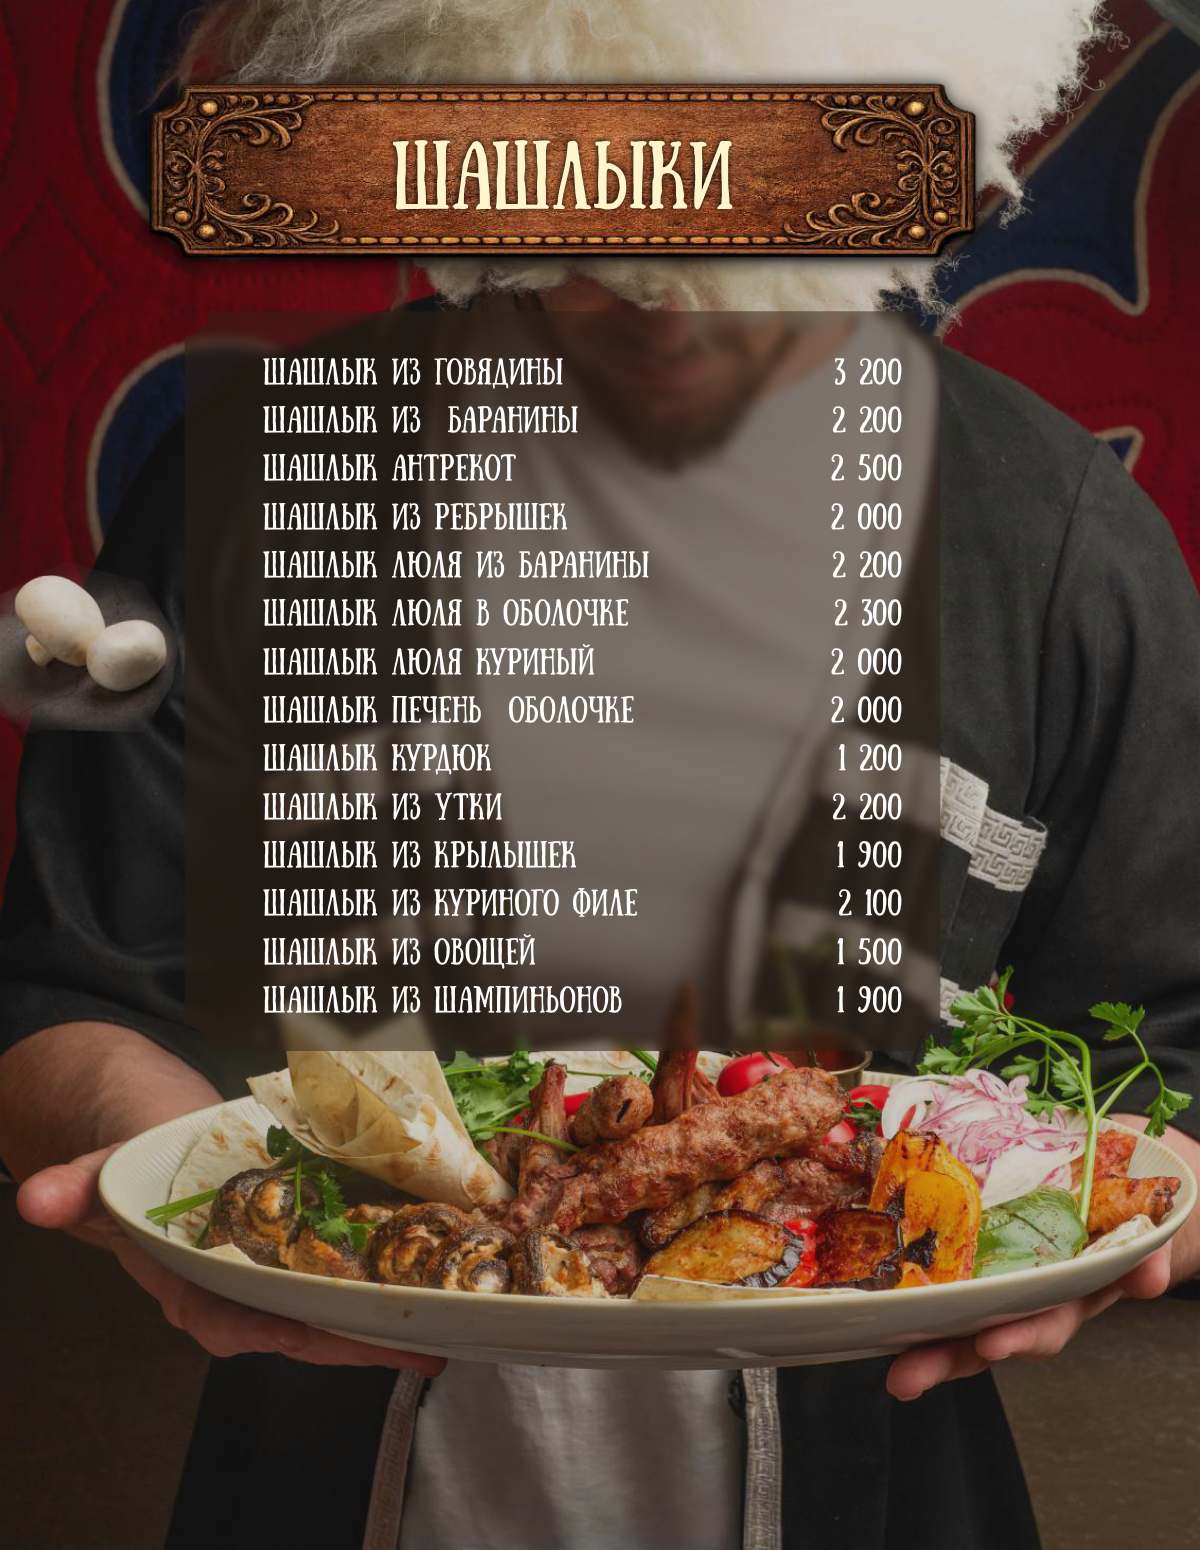 ШАШЛЫКИ
ШАШЛЫК ИЗ ГОВЯДИНЫ 3 200
ШАШЛЫК ИЗ БАРАНИНЫ 2 200
ШАШЛЫК АНТРЕКОТ 2 500
ШАШЛЫК ИЗ РЕБРЫШЕК 2 000
ШАШЛЫК ЛЮЛЯ ИЗ БАРАНИНЫ 2 200
ШАШЛЫК ЛЮЛЯ В ОБОЛОЧКЕ 2 300
ШАШЛЫК ЛЮЛЯ КУРИНЫЙ 2 000
ШАШЛЫК ПЕЧЕНЬ ОБОЛОЧКЕ 2 000
ШАШЛЫК КУРДЮК 1 200
ШАШЛЫК ИЗ УТКИ 2 200
ШАШЛЫК ИЗ КРЫЛЫШЕК 1 900
ШАШЛЫК ИЗ КУРИНОГО ФИЛЕ 2 100
ШАШЛЫК ИЗ ОВОЩЕЙ 1 500
ШАШЛЫК ИЗ ШАМПИНЬОНОВ 1 900